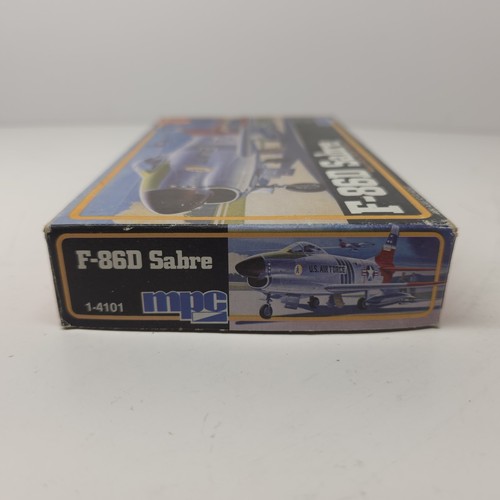 F-86D Sabre
F-86D Sabre
1-4101
mpc
U.S. AIR FORCE